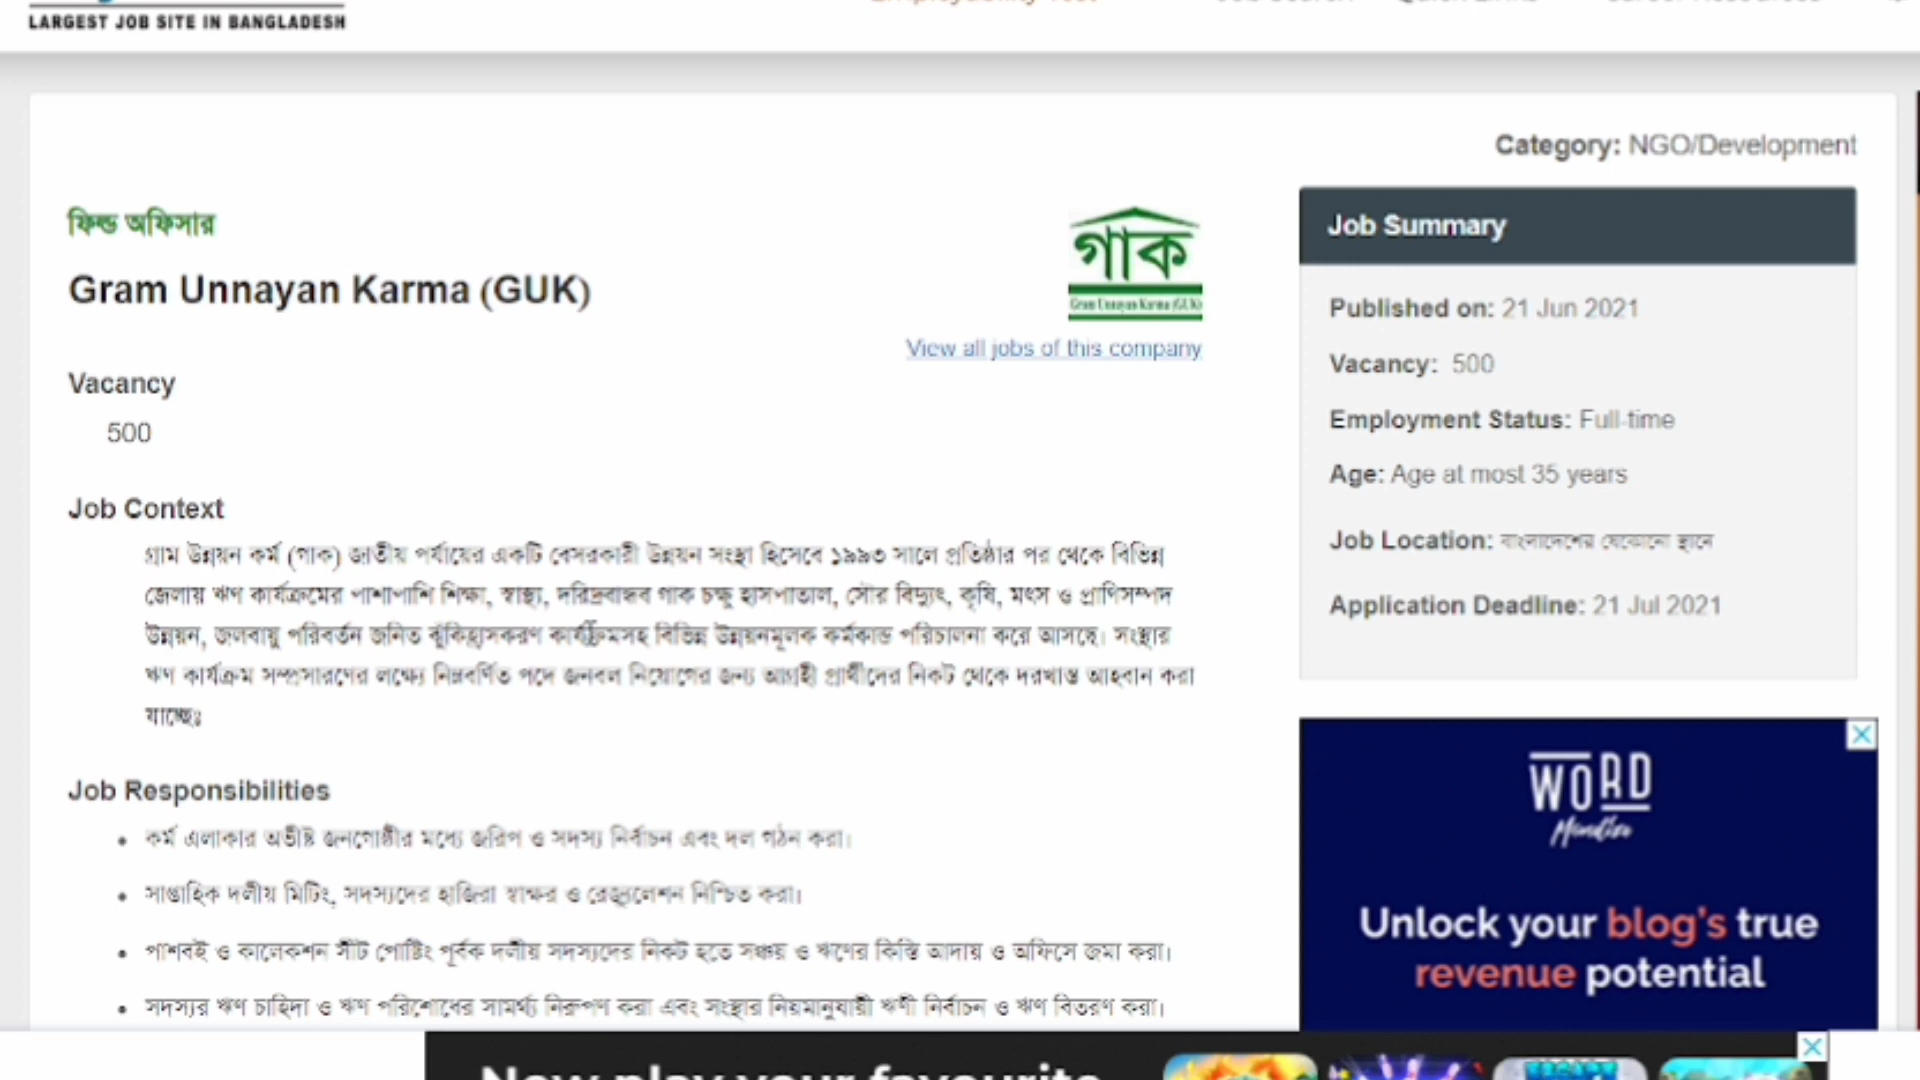 LARGEST JOB SITE IN BANGLADESH
Category: NGO/Development
ফিল্ড অফিসার
গাক
Gram Unnayan Karma (GUK)
Gram Unnayan Karma (GUK)
View all jobs of this company
Vacancy
500
Job Context
গ্রাম উন্নয়ন কর্ম (গাক) জাতীয় পর্যায়ের একটি বেসরকারী উন্নয়ন সংস্থা হিসেবে ১৯৯৩ সালে প্রতিষ্ঠার পর থেকে বিভিন্ন
জেলায় ঋণ কার্যক্রমের পাশাপাশি শিক্ষা, স্বাস্থ্য, দরিদ্রবান্ধব গাক চক্ষু হাসপাতাল, সৌর বিদ্যুৎ, কৃষি, মৎস ও প্রাণিসম্পদ
উন্নয়ন, জলবায়ু পরিবর্তন জনিত ঝুঁকিহ্রাসকরণ কার্যক্রমসহ বিভিন্ন উন্নয়নমূলক কর্মকান্ড পরিচালনা করে আসছে। সংস্থার
ঋণ কার্যক্রম সম্প্রসারণের লক্ষ্যে নিম্নবর্ণিত পদে জনবল নিয়োগের জন্য আগ্রহী প্রার্থীদের নিকট থেকে দরখাস্ত আহবান করা
যাচ্ছেঃ
Job Responsibilities
• কর্ম এলাকার অভীষ্ট জনগোষ্ঠীর মধ্যে জরিপ ও সদস্য নির্বাচন এবং দল গঠন করা।
• সাপ্তাহিক দলীয় মিটিং, সদস্যদের হাজিরা স্বাক্ষর ও রেজুলেশন নিশ্চিত করা।
• পাশবই ও কালেকশন সীট পোষ্টিং পূর্বক দলীয় সদস্যদের নিকট হতে সঞ্চয় ও ঋণের কিস্তি আদায় ও অফিসে জমা করা।
• সদস্যর ঋণ চাহিদা ও ঋণ পরিশোধের সামর্থ্য নিরুপণ করা এবং সংস্থার নিয়মানুযায়ী ঋণী নির্বাচন ও ঋণ বিতরণ করা।
Job Summary
Published on: 21 Jun 2021
Vacancy: 500
Employment Status: Full-time
Age: Age at most 35 years
Job Location: বাংলাদেশের যেকোনো স্থানে
Application Deadline: 21 Jul 2021
WORD
Unlock your blog's true
revenue potential
Now play your favourite